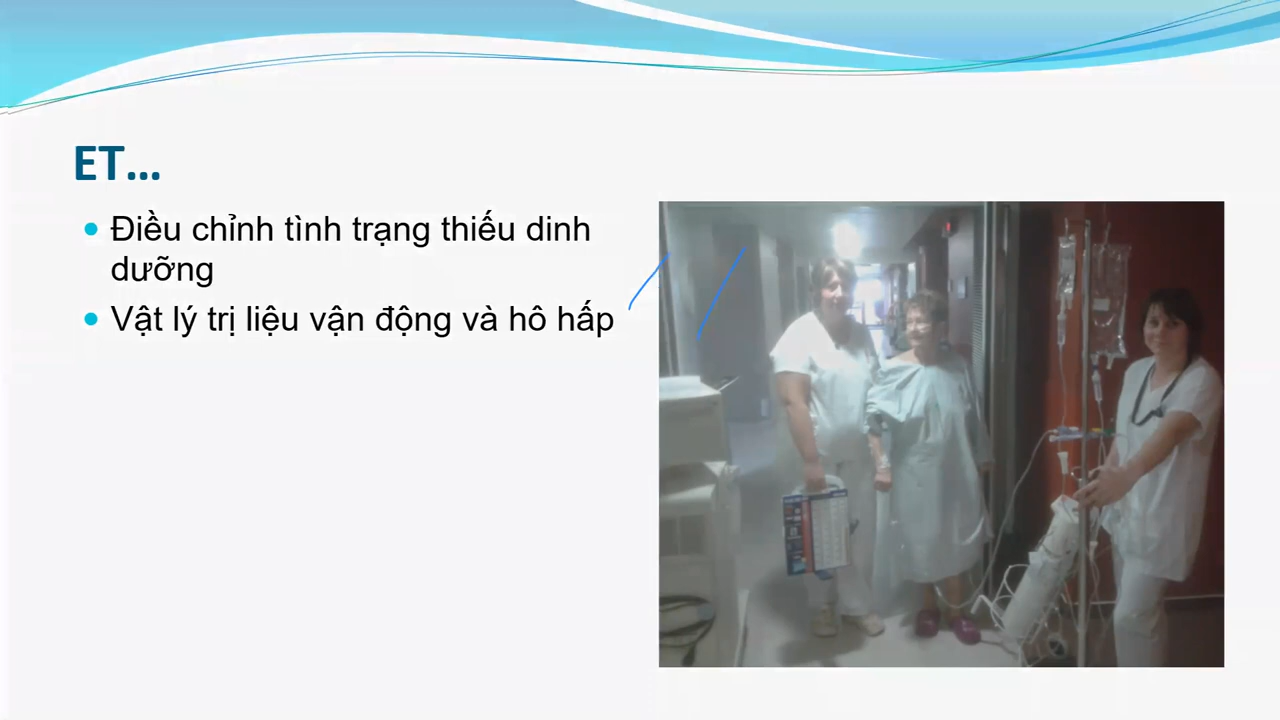 ET...
Điều chỉnh tình trạng thiếu dinh
dưỡng
Vật lý trị liệu vận động và hô hấp